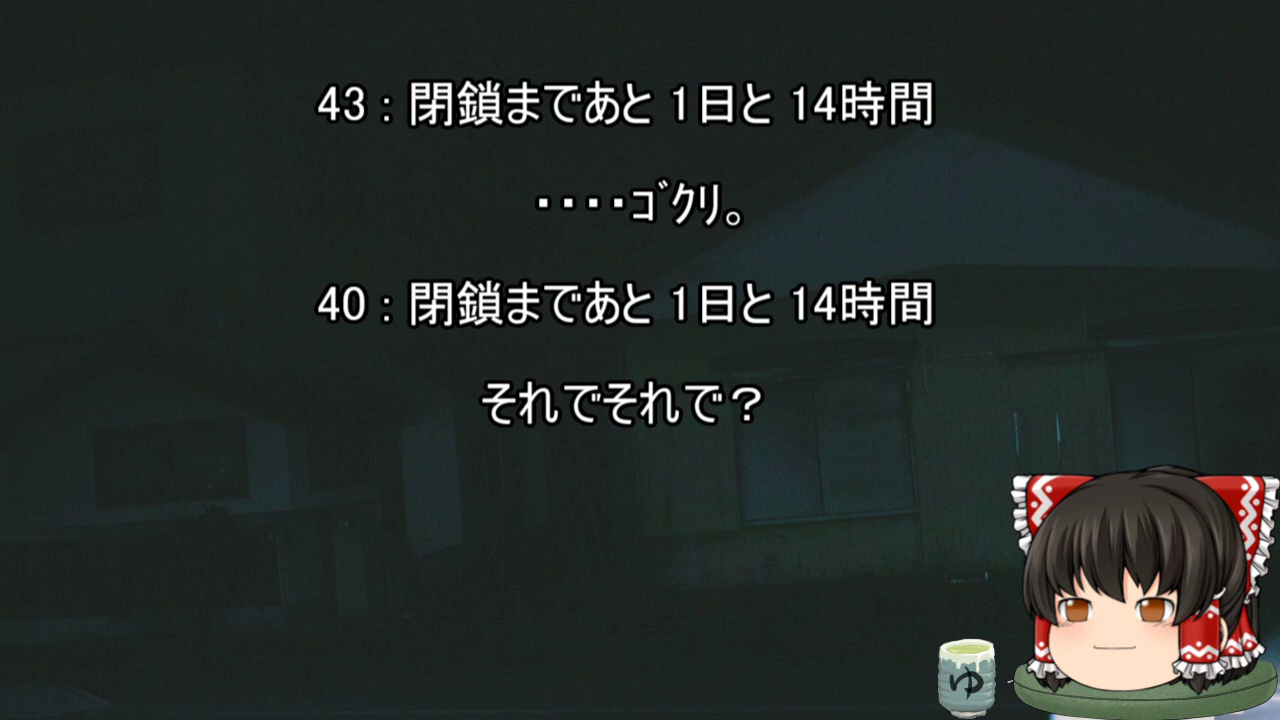 43：閉鎖まであと 1日と 14時間
・・・・ｺﾞｸﾘ。
40：閉鎖まであと 1日と 14時間
それでそれで？
ゆ